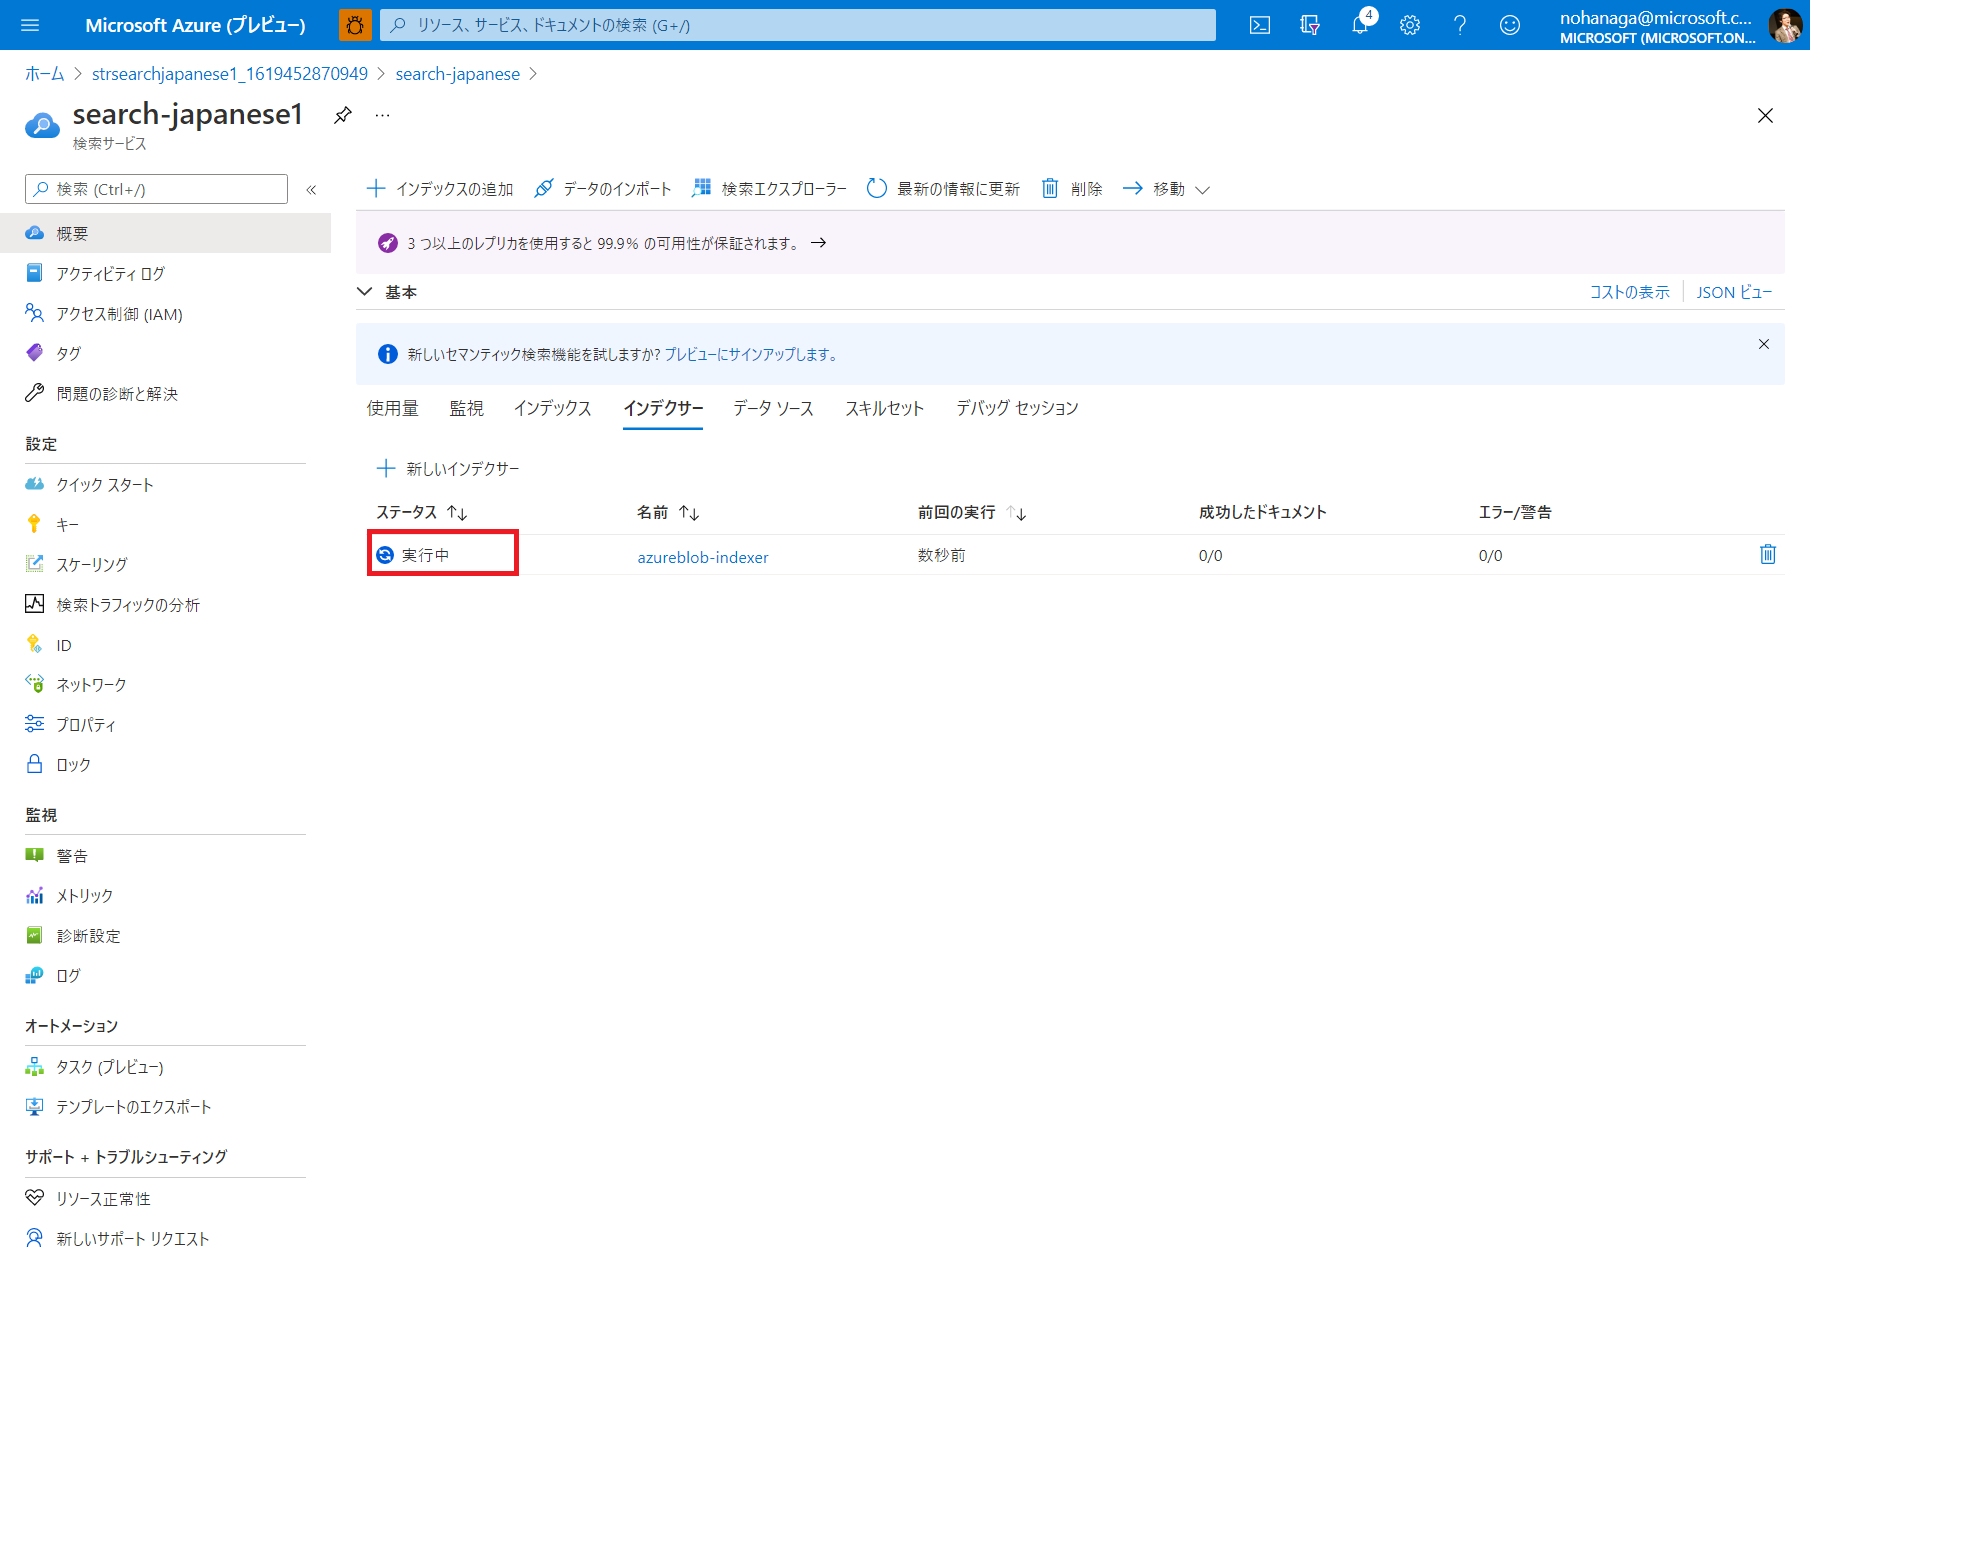 Microsoft Azure (プレビュー)
リソース、サービス、ドキュメントの検索 (G+/)
4
nohanaga@microsoft.c...
MICROSOFT (MICROSOFT.ON...
ホーム > strsearchjapanese1_1619452870949 > search-japanese >
search-japanese1
検索サービス
検索 (Ctrl+/)
«
概要
アクティビティ ログ
アクセス制御 (IAM)
タグ
問題の診断と解決
設定
クイック スタート
キー
スケーリング
検索トラフィックの分析
ID
ネットワーク
プロパティ
ロック
監視
警告
メトリック
診断設定
ログ
オートメーション
タスク (プレビュー)
テンプレートのエクスポート
サポート + トラブルシューティング
リソース正常性
新しいサポート リクエスト
インデックスの追加 データのインポート 検索エクスプローラー 最新の情報に更新 削除 移動
3 つ以上のレプリカを使用すると 99.9% の可用性が保証されます。 →
基本 コストの表示 JSON ビュー
新しいセマンティック検索機能を試しますか? プレビューにサインアップします。
使用量 監視 インデックス インデクサー データ ソース スキルセット デバッグ セッション
新しいインデクサー
ステータス ↑↓ 名前 ↑↓ 前回の実行 ↑↓ 成功したドキュメント エラー/警告
実行中 azureblob-indexer 数秒前 0/0 0/0